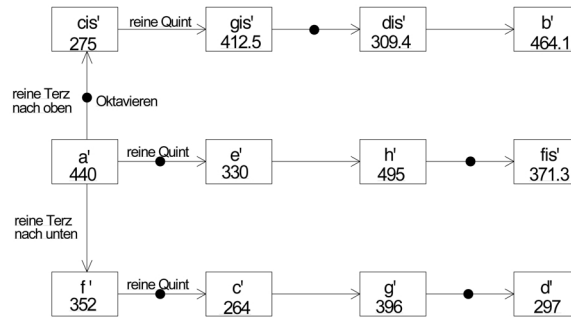 cis'
275
reine Quint
gis'
412.5
dis'
309.4
b'
464.1
reine Terz
nach oben
Oktavieren
a'
440
reine Quint
e'
330
h'
495
fis'
371.3
reine Terz
nach unten
f'
352
reine Quint
c'
264
g'
396
d'
297